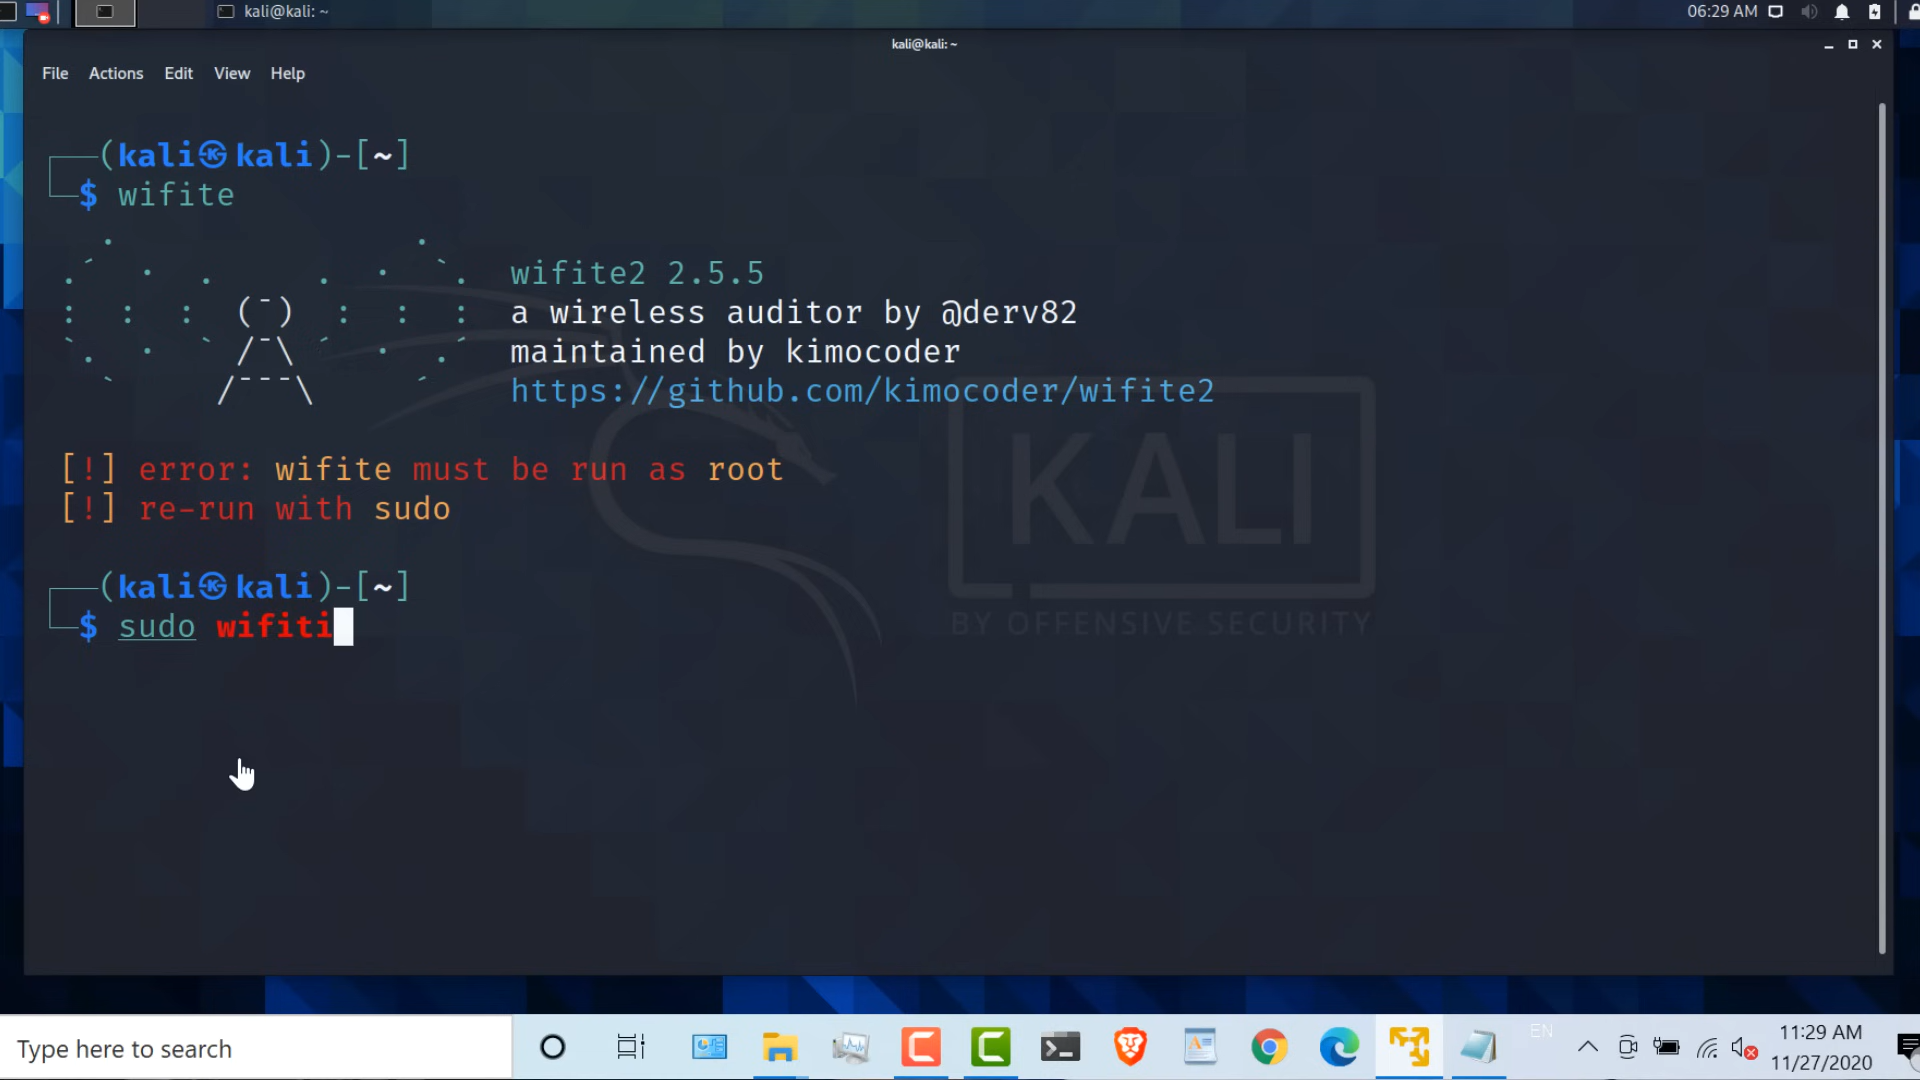 kali@kali: ~
06:29 AM
kali@kali: ~
File Actions Edit View Help
(kali㉿kali)-[~]
$ wifite
wifite2 2.5.5
a wireless auditor by @derv82
maintained by kimocoder
https://github.com/kimocoder/wifite2
[!] error: wifite must be run as root
[!] re-run with sudo
(kali㉿kali)-[~]
$ sudo wifiti
KALI
BY OFFENSIVE SECURITY
Type here to search
EN
11:29 AM
11/27/2020